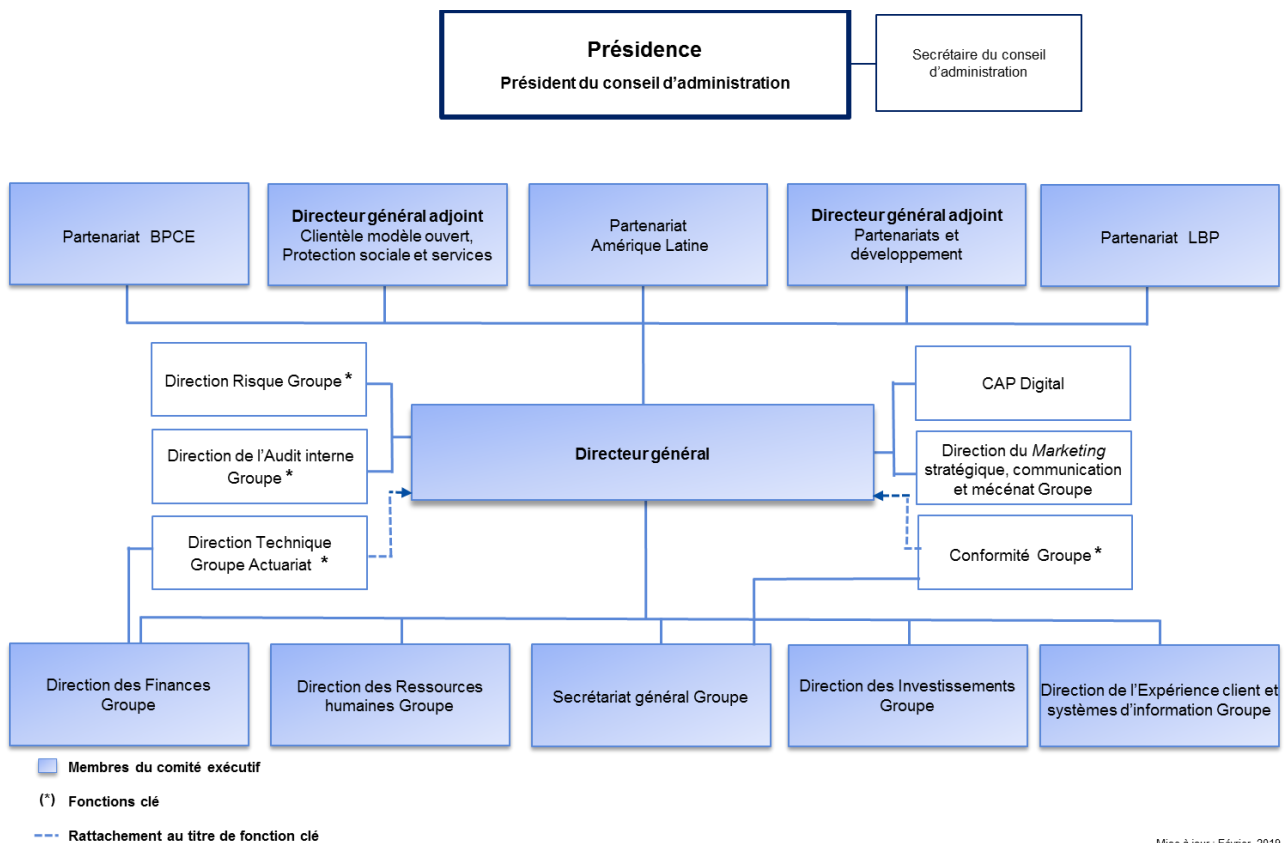 Présidence
Président du conseil d'administration
Secrétaire du conseil
d'administration
Partenariat BPCE
Directeur général adjoint
Clientèle modèle ouvert,
Protection sociale et services
Partenariat
Amérique Latine
Directeur général adjoint
Partenariats et
développement
Partenariat LBP
Direction Risque Groupe *
CAP Digital
Directeur général
Direction de l'Audit interne
Groupe *
Direction du Marketing
stratégique, communication
et mécénat Groupe
Direction Technique
Groupe Actuariat *
Conformité Groupe *
Direction des Finances
Groupe
Direction des Ressources
humaines Groupe
Secrétariat général Groupe
Direction des Investissements
Groupe
Direction de l'Expérience client et
systèmes d'information Groupe
Membres du comité exécutif
(*) Fonctions clé
Rattachement au titre de fonction clé
Mise à jour : Février 2019